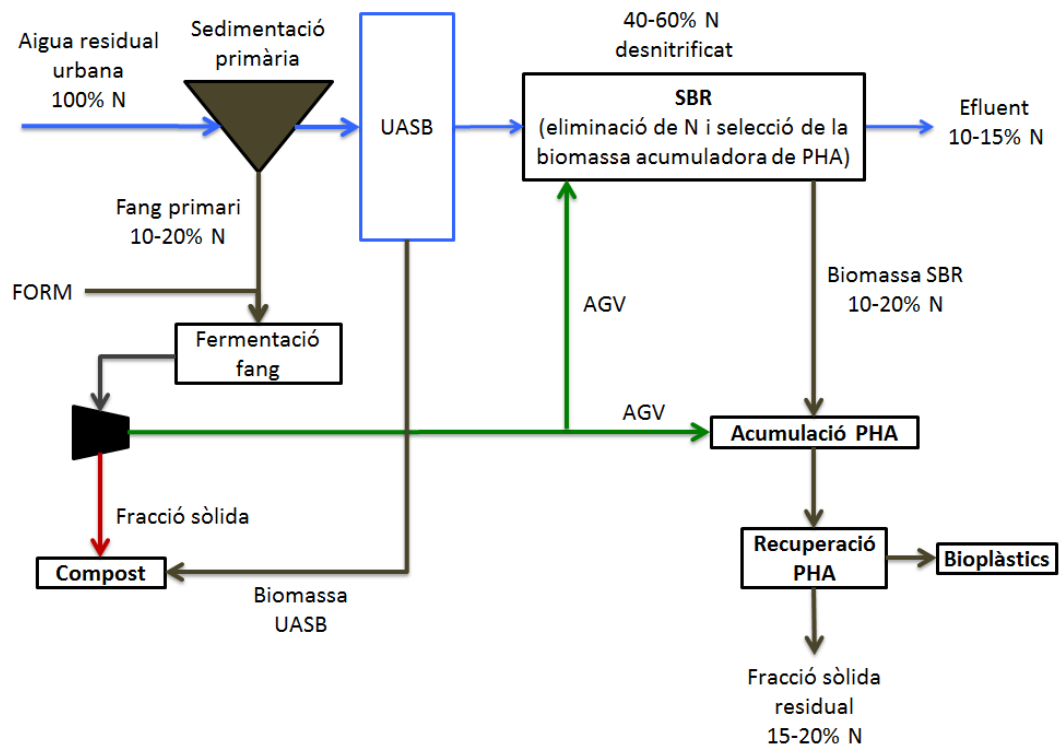 Aigua residual
urbana
100% N
Sedimentació
primària
UASB
40-60% N
desnitrificat
SBR
(eliminació de N i selecció de la
biomassa acumuladora de PHA)
Efluent
10-15% N
Fang primari
10-20% N
FORM
Fermentació
fang
AGV
Biomassa SBR
10-20% N
AGV
Acumulació PHA
Fracció sòlida
Compost
Biomassa
UASB
Recuperació
PHA
Bioplàstics
Fracció sòlida
residual
15-20% N